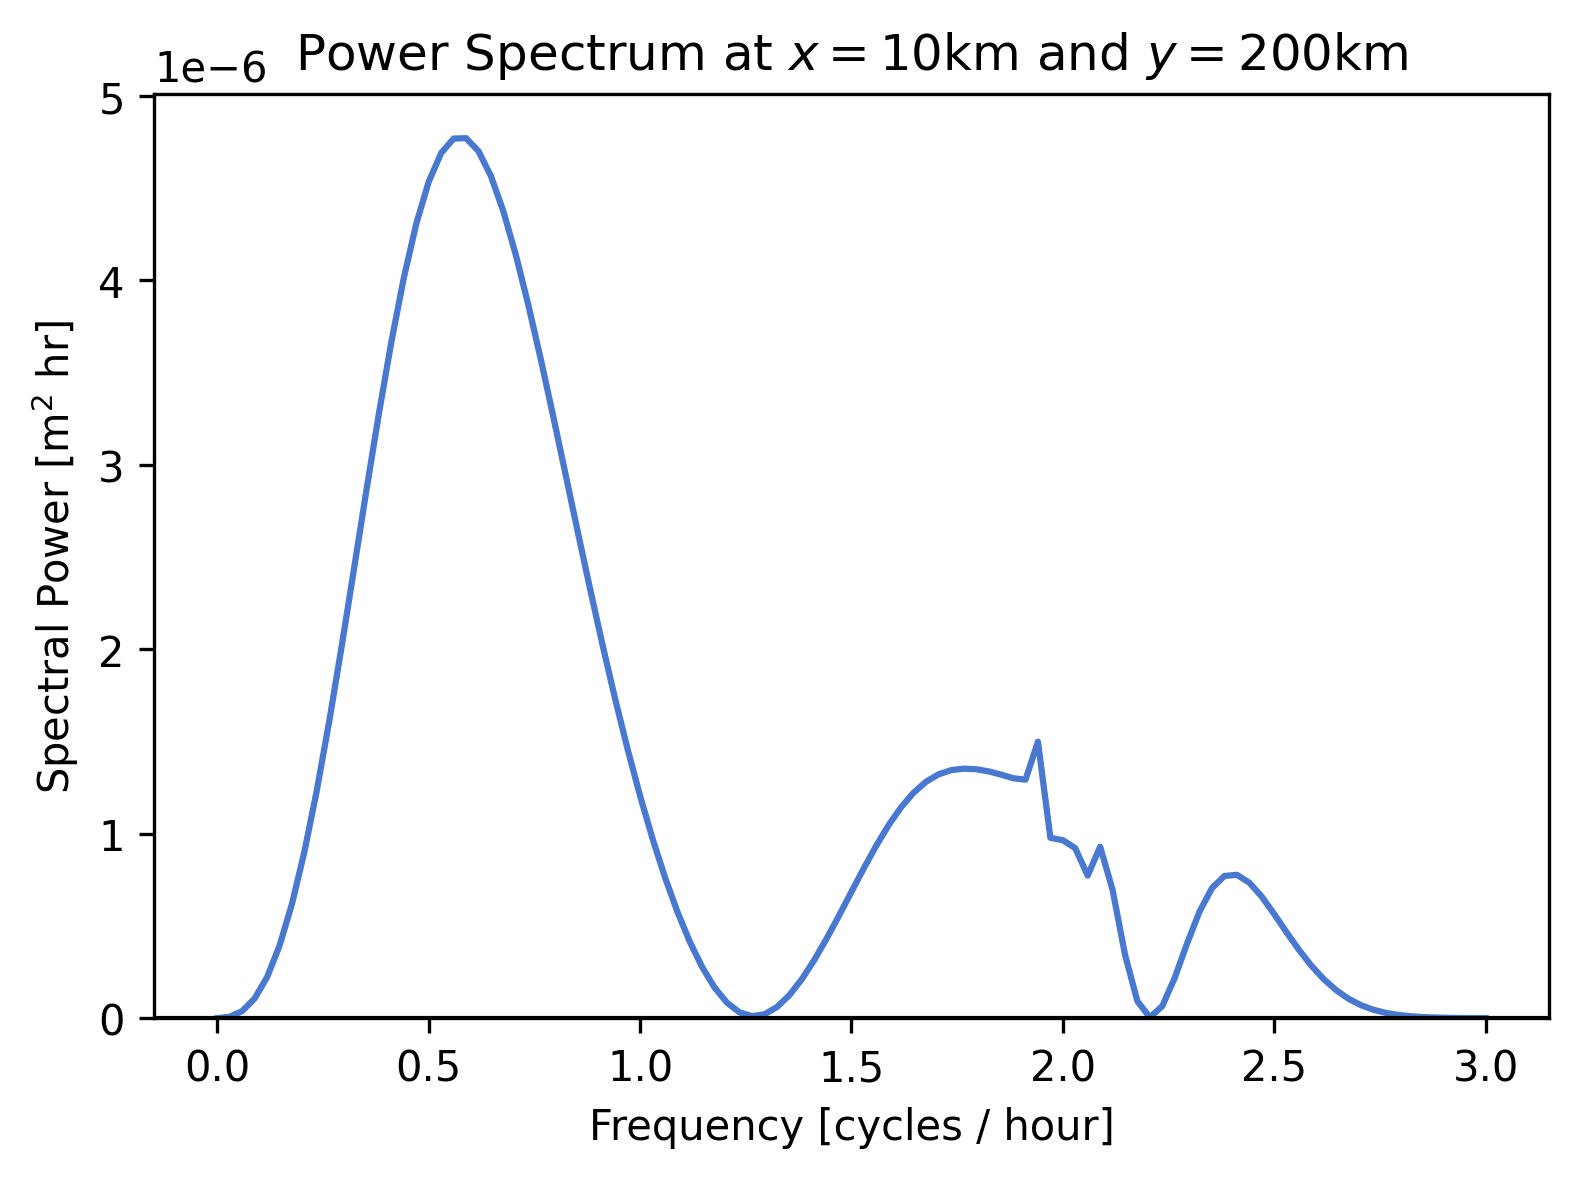 Power Spectrum at x = 10km and y = 200km
1e−6
5
4
3
2
1
0
Spectral Power [m² hr]
0.0 0.5 1.0 1.5 2.0 2.5 3.0
Frequency [cycles / hour]